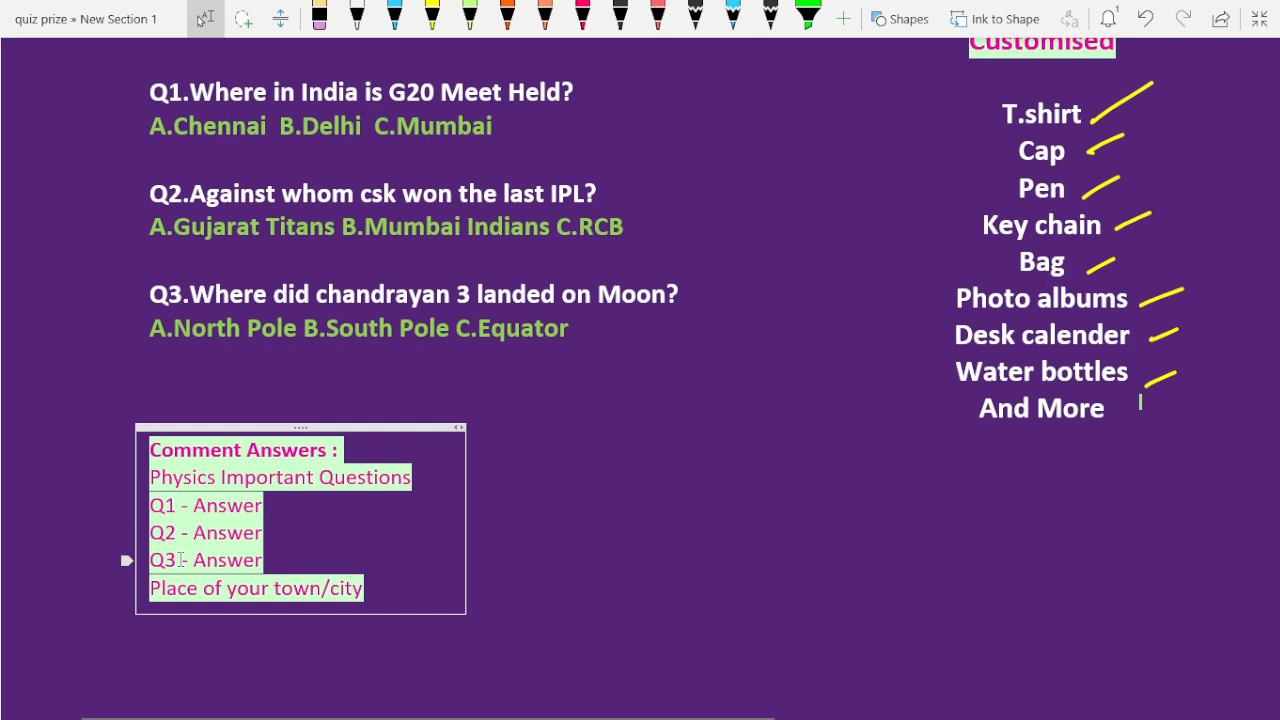 quiz prize » New Section 1
Shapes
Ink to Shape
1
Customised
Q1.Where in India is G20 Meet Held?
A.Chennai B.Delhi C.Mumbai
Q2.Against whom csk won the last IPL?
A.Gujarat Titans B.Mumbai Indians C.RCB
Q3.Where did chandrayan 3 landed on Moon?
A.North Pole B.South Pole C.Equator
T.shirt
Cap
Pen
Key chain
Bag
Photo albums
Desk calender
Water bottles
And More
Comment Answers :
Physics Important Questions
Q1 - Answer
Q2 - Answer
Q3 - Answer
Place of your town/city